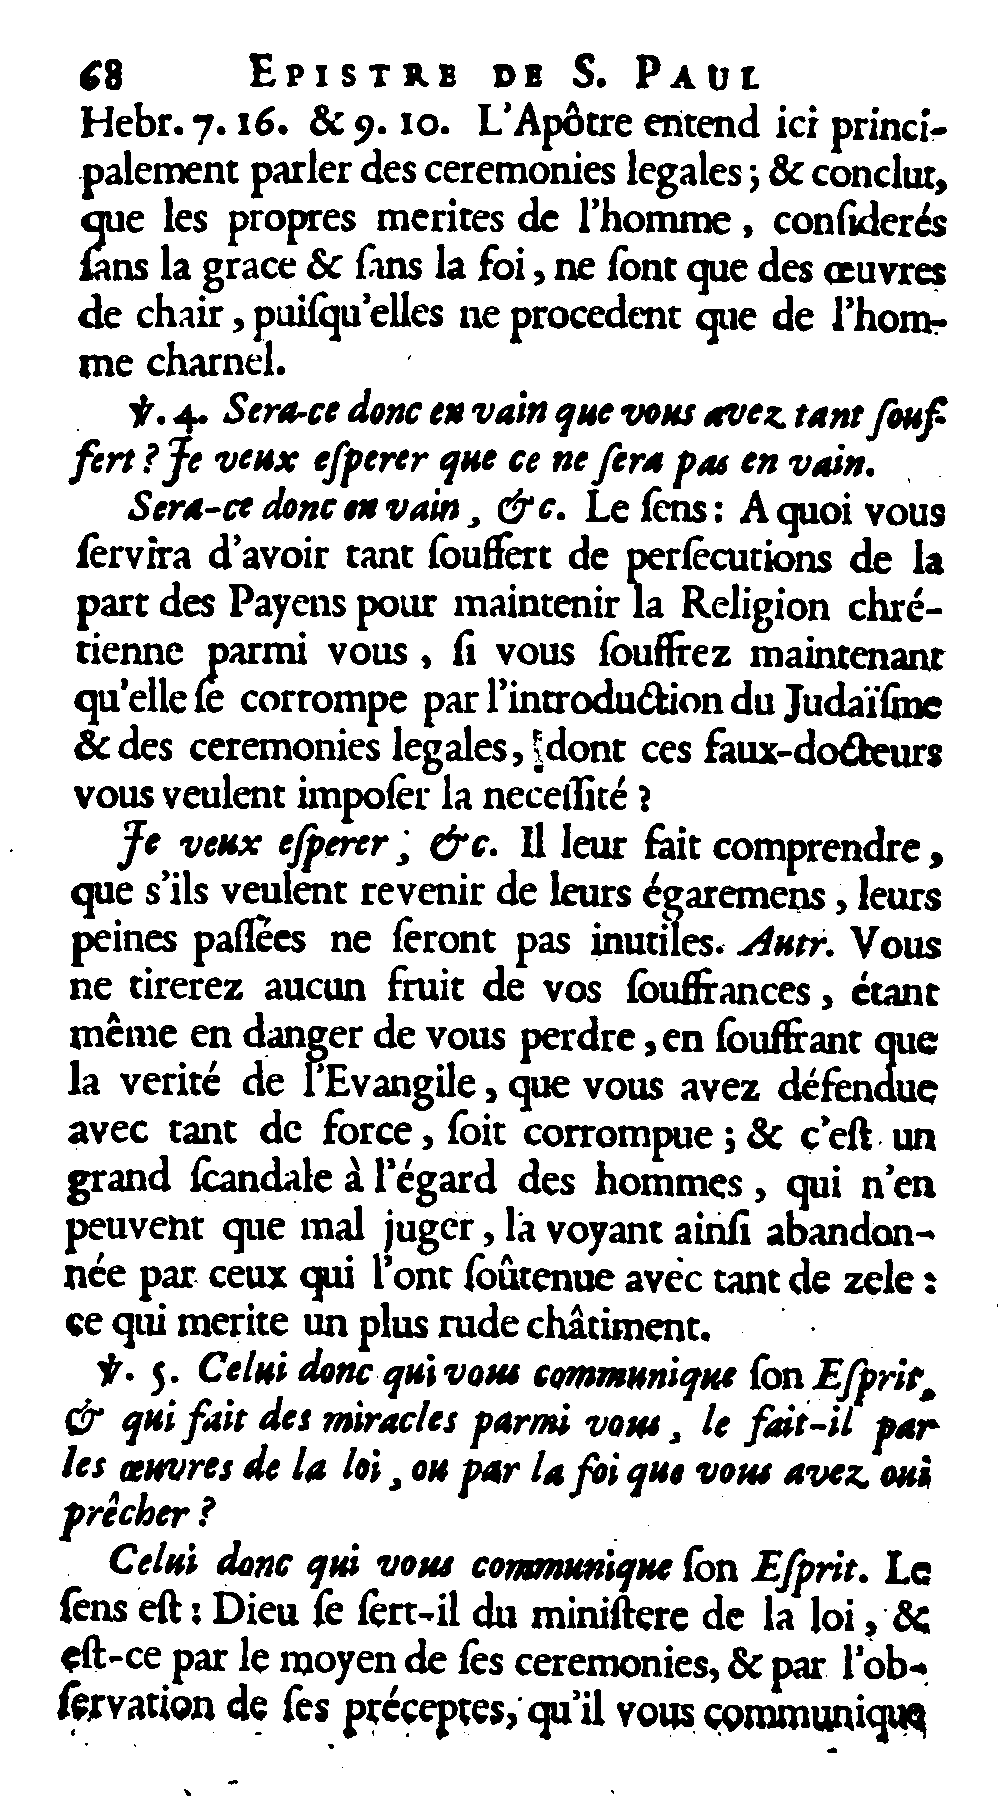 68 EPISTRE DE S. PAUL
Hebr. 7. 16. & 9. 10. L'Apôtre entend ici princi-
palement parler des ceremonies legales ; & conclut,
que les propres merites de l'homme , conſiderés
ſans la grace & ſans la foi , ne ſont que des œuvres
de chair , puiſqu'elles ne procedent que de l'hom-
me charnel.
℣. 4. Sera-ce donc en vain que vous avez tant ſouf-
fert ? Je veux eſperer que ce ne ſera pas en vain.
Sera-ce donc en vain , &c. Le ſens : A quoi vous
ſervira d'avoir tant ſouffert de perſecutions de la
part des Payens pour maintenir la Religion chré-
tienne parmi vous , ſi vous ſouffrez maintenant
qu'elle ſe corrompe par l'introduction du Judaïſme
& des ceremonies legales, dont ces faux-docteurs
vous veulent impoſer la neceſſité ?
Je veux eſperer ; &c. Il leur fait comprendre ,
que s'ils veulent revenir de leurs égaremens , leurs
peines paſſées ne ſeront pas inutiles. Autr. Vous
ne tirerez aucun fruit de vos ſouffrances , étant
même en danger de vous perdre , en ſouffrant que
la verité de l'Evangile , que vous avez défendue
avec tant de force , ſoit corrompue ; & c'eſt un
grand ſcandale à l'égard des hommes , qui n'en
peuvent que mal juger , la voyant ainſi abandon-
née par ceux qui l'ont ſoûtenue avec tant de zele :
ce qui merite un plus rude châtiment.
℣. 5. Celui donc qui vous communique ſon Eſprit,
& qui fait des miracles parmi vous , le fait-il par
les œuvres de la loi , ou par la foi que vous avez ouï
prêcher ?
Celui donc qui vous communique ſon Eſprit. Le
ſens eſt : Dieu ſe ſert-il du miniſtere de la loi , &
eſt-ce par le moyen de ſes ceremonies, & par l'ob-
ſervation de ſes préceptes, qu'il vous communique